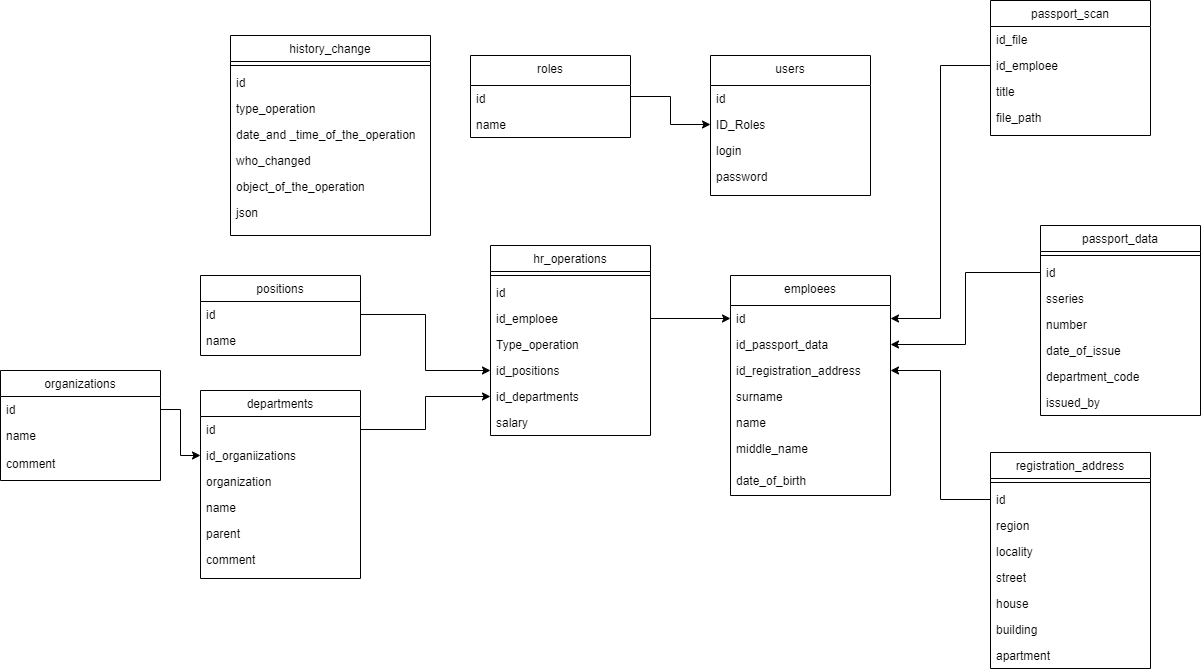 passport_scan
id_file
id_emploee
title
file_path
history_change
id
type_operation
date_and _time_of_the_operation
who_changed
object_of_the_operation
json
roles
id
name
users
id
ID_Roles
login
password
passport_data
id
sseries
number
date_of_issue
department_code
issued_by
hr_operations
id
id_emploee
Type_operation
id_positions
id_departments
salary
positions
id
name
emploees
id
id_passport_data
id_registration_address
surname
name
middle_name
date_of_birth
organizations
id
name
comment
departments
id
id_organiizations
organization
name
parent
comment
registration_address
id
region
locality
street
house
building
apartment